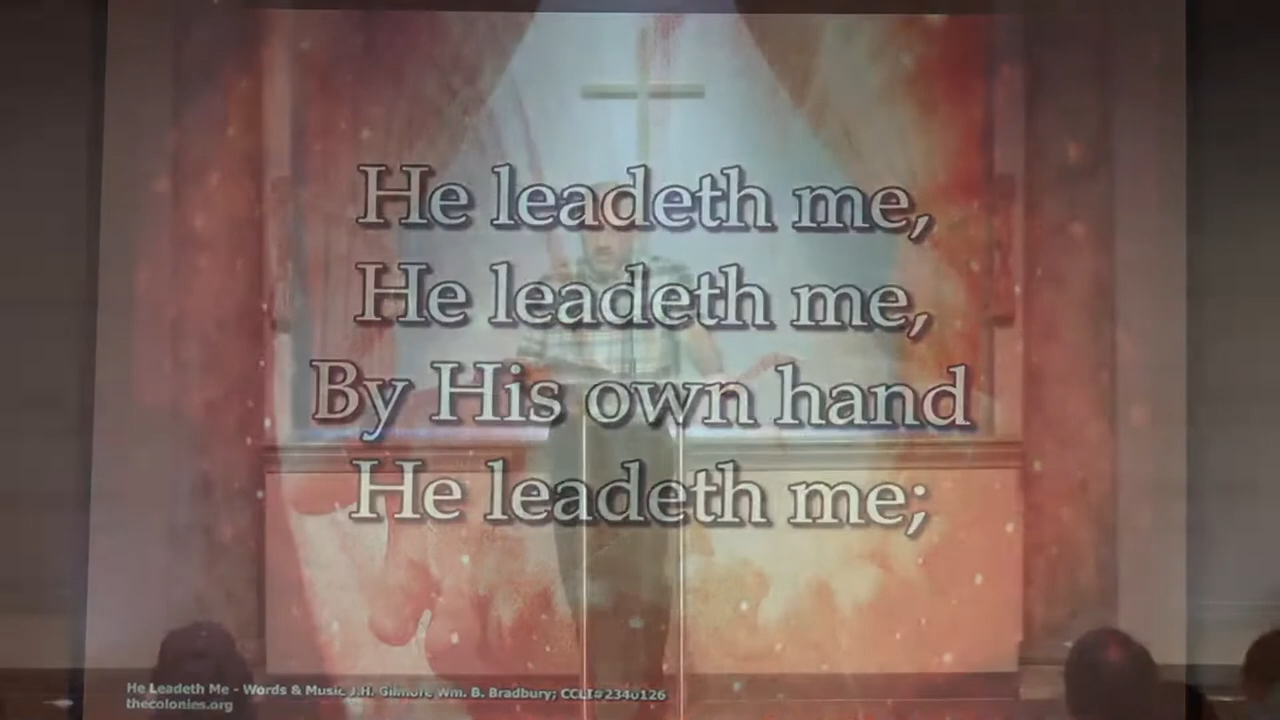 He leadeth me,
He leadeth me,
By His own hand
He leadeth me;
He Leadeth Me - Words & Music J.H. Gilmore, Wm. B. Bradbury; CCLI#2340126
thecolonies.org